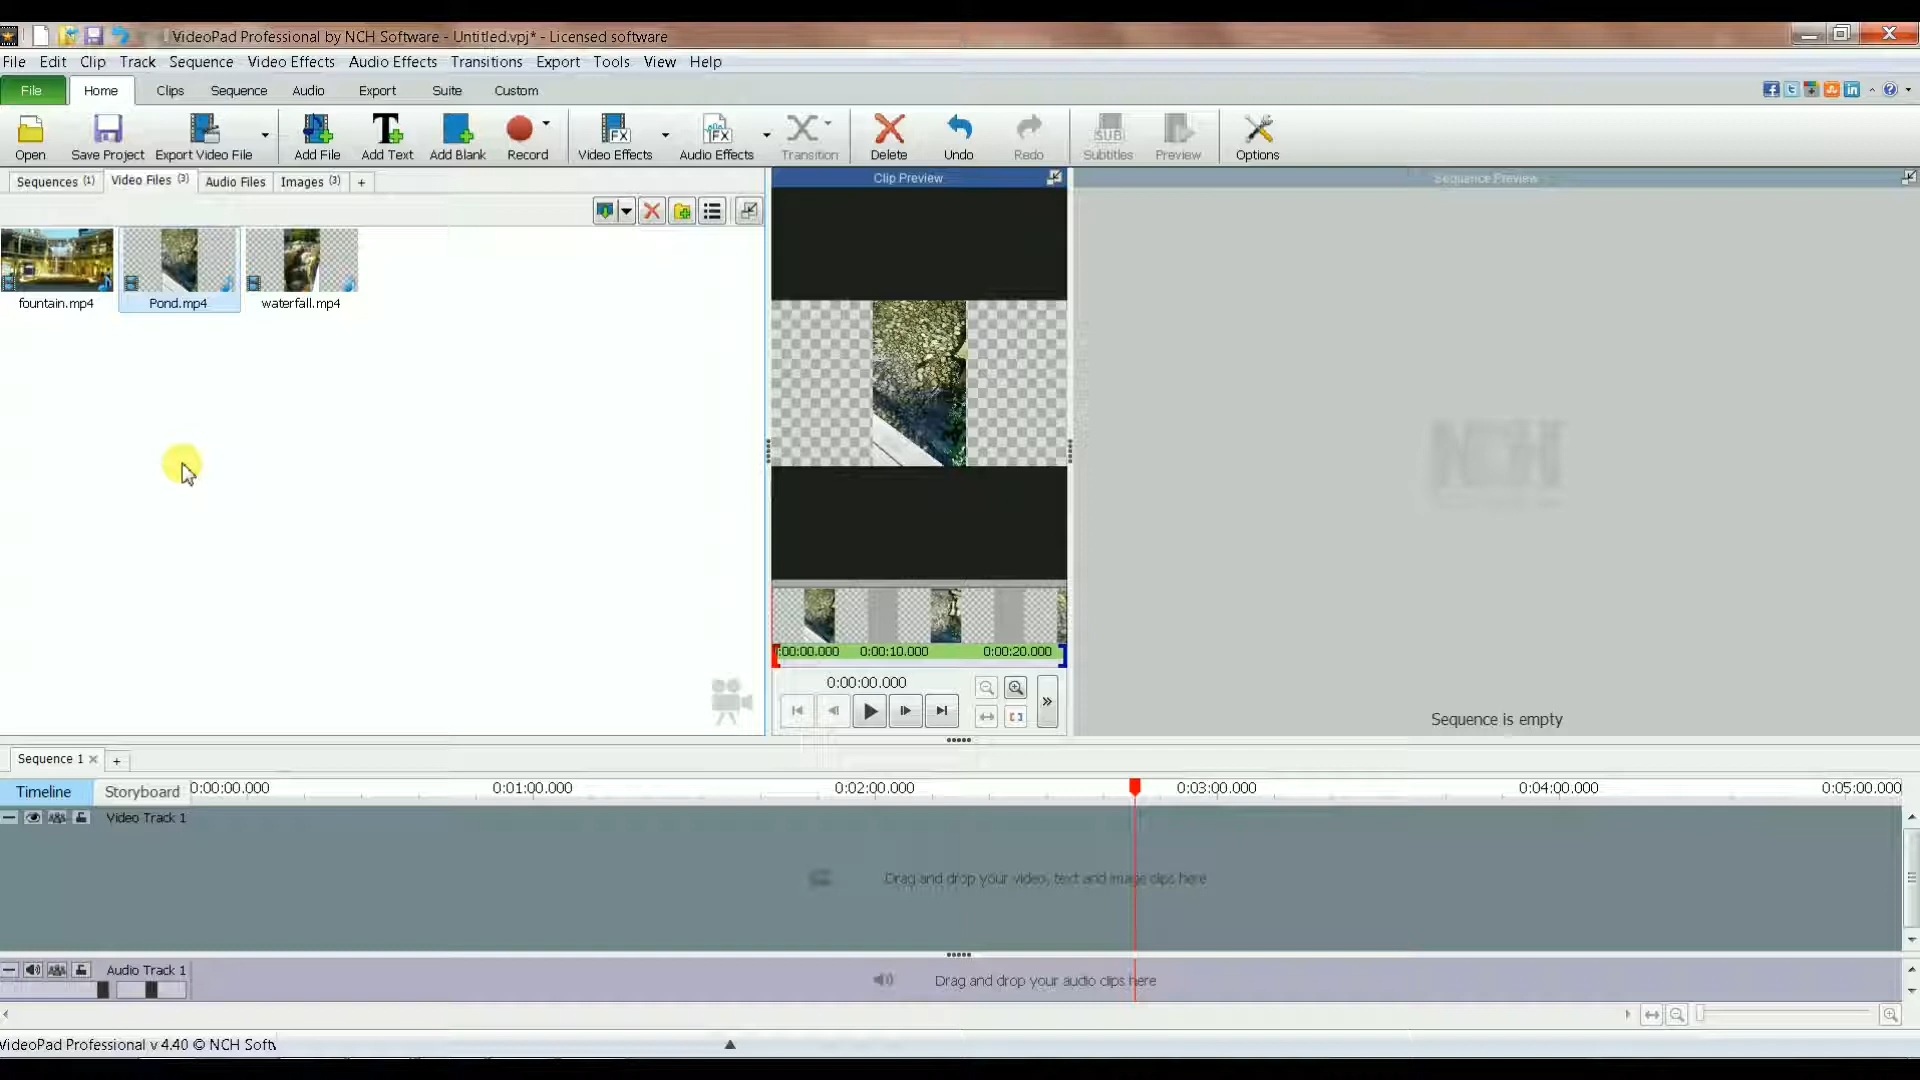 VideoPad Professional by NCH Software - Untitled.vpj* - Licensed software
File Edit Clip Track Sequence Video Effects Audio Effects Transitions Export Tools View Help
File Home Clips Sequence Audio Export Suite Custom
Open Save Project Export Video File Add File Add Text Add Blank Record Video Effects Audio Effects Transition Delete Undo Redo Subtitles Preview Options
Sequences (1) Video Files (3) Audio Files Images (3) +
Clip Preview
Sequence Preview
fountain.mp4 Pond.mp4 waterfall.mp4
NCH
:00:00.000 0:00:10.000 0:00:20.000
0:00:00.000
Sequence is empty
Sequence 1
Timeline Storyboard 0:00:00.000 0:01:00.000 0:02:00.000 0:03:00.000 0:04:00.000 0:05:00.000
Video Track 1
Drag and drop your video, text and image clips here
Audio Track 1
Drag and drop your audio clips here
VideoPad Professional v 4.40 © NCH Softw